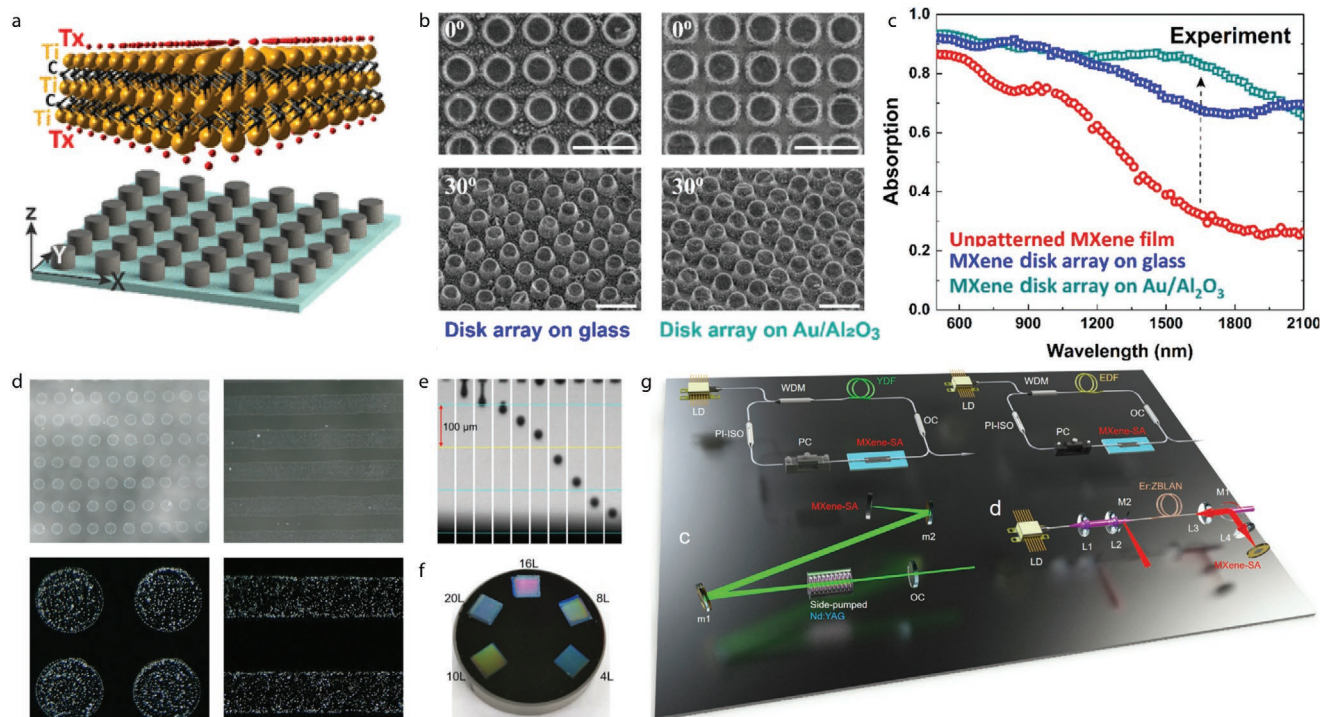 a
Tx
Ti
C
Ti
C
Ti
Tx
Z
Y
X
b
0°
0°
30°
30°
Disk array on glass
Disk array on Au/Al₂O₃
c
Experiment
Absorption
1.0
0.8
0.6
0.4
0.2
0.0
Unpatterned MXene film
MXene disk array on glass
MXene disk array on Au/Al₂O₃
600
900
1200
1500
1800
2100
Wavelength (nm)
d
e
100 µm
f
16L
20L
8L
10L
4L
g
LD
WDM
YDF
OC
PI-ISO
PC
MXene-SA
LD
WDM
EDF
OC
PI-ISO
PC
MXene-SA
C
MXene-SA
m2
m1
Side-pumped
Nd:YAG
OC
d
LD
L1
L2
M2
Er:ZBLAN
L3
M1
L4
MXene-SA